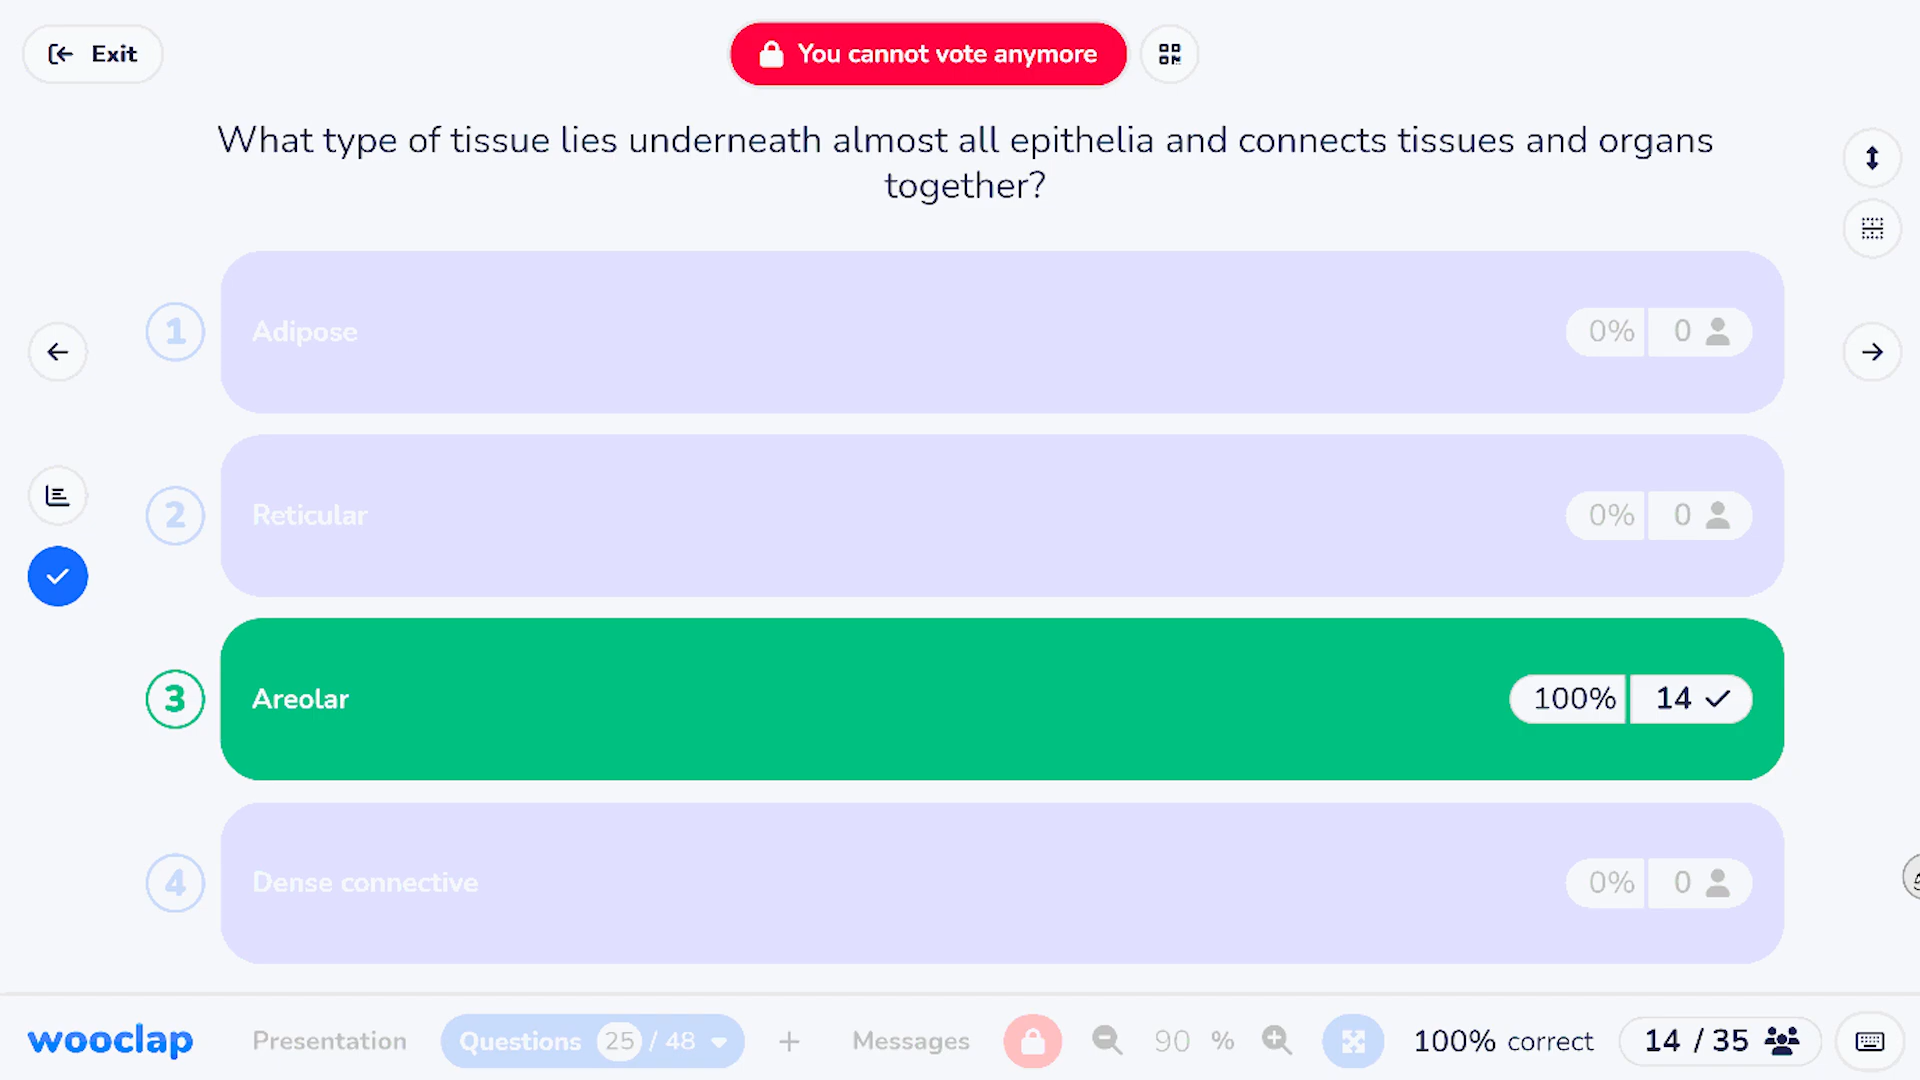 Exit
You cannot vote anymore
What type of tissue lies underneath almost all epithelia and connects tissues and organs
together?
1 Adipose 0% 0
2 Reticular 0% 0
3 Areolar 100% 14
4 Dense connective 0% 0
wooclap Presentation Questions 25 / 48 + Messages 90 % 100% correct 14 / 35